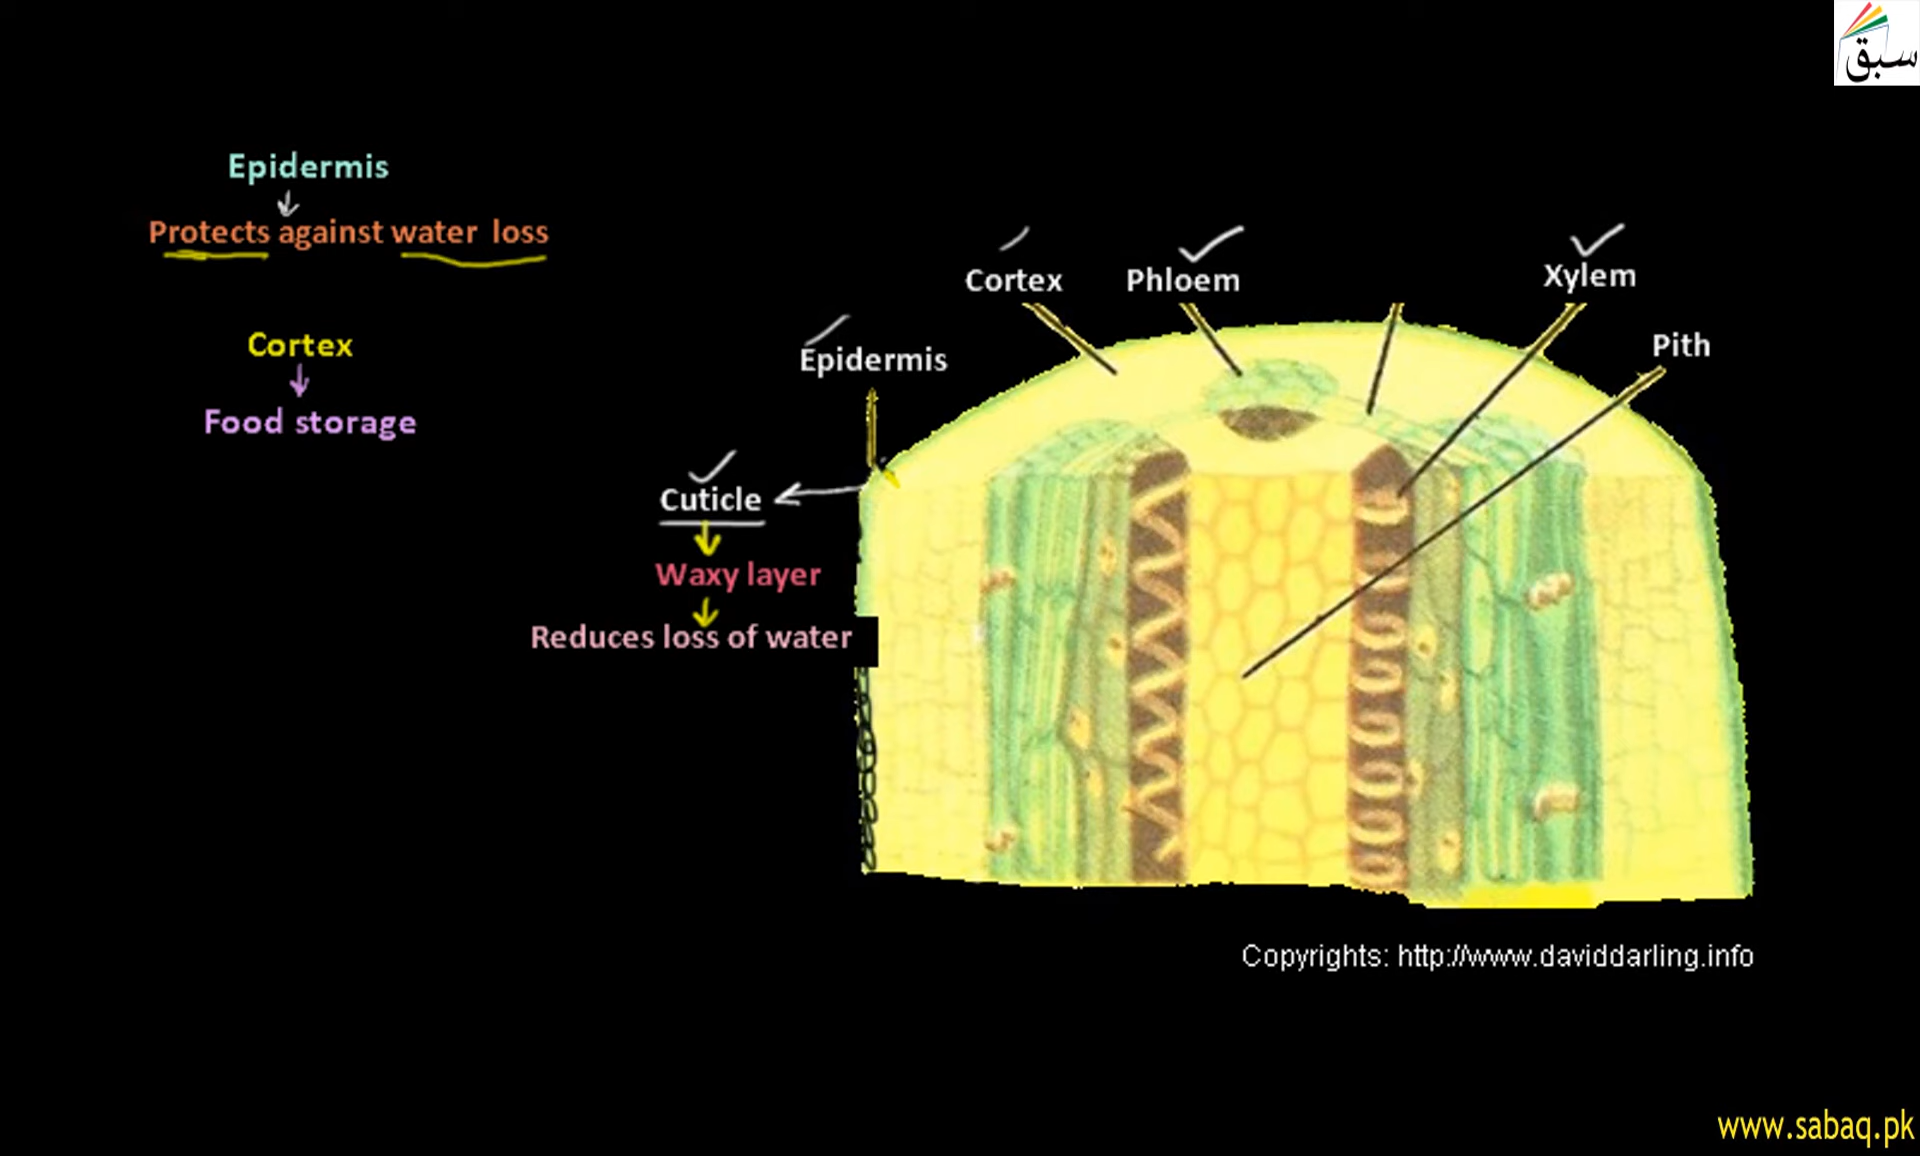 سبق
Epidermis
Protects against water loss
Cortex
Food storage
Cortex
Phloem
Xylem
Epidermis
Pith
Cuticle
Waxy layer
Reduces loss of water
Copyrights: http://www.daviddarling.info
www.sabaq.pk